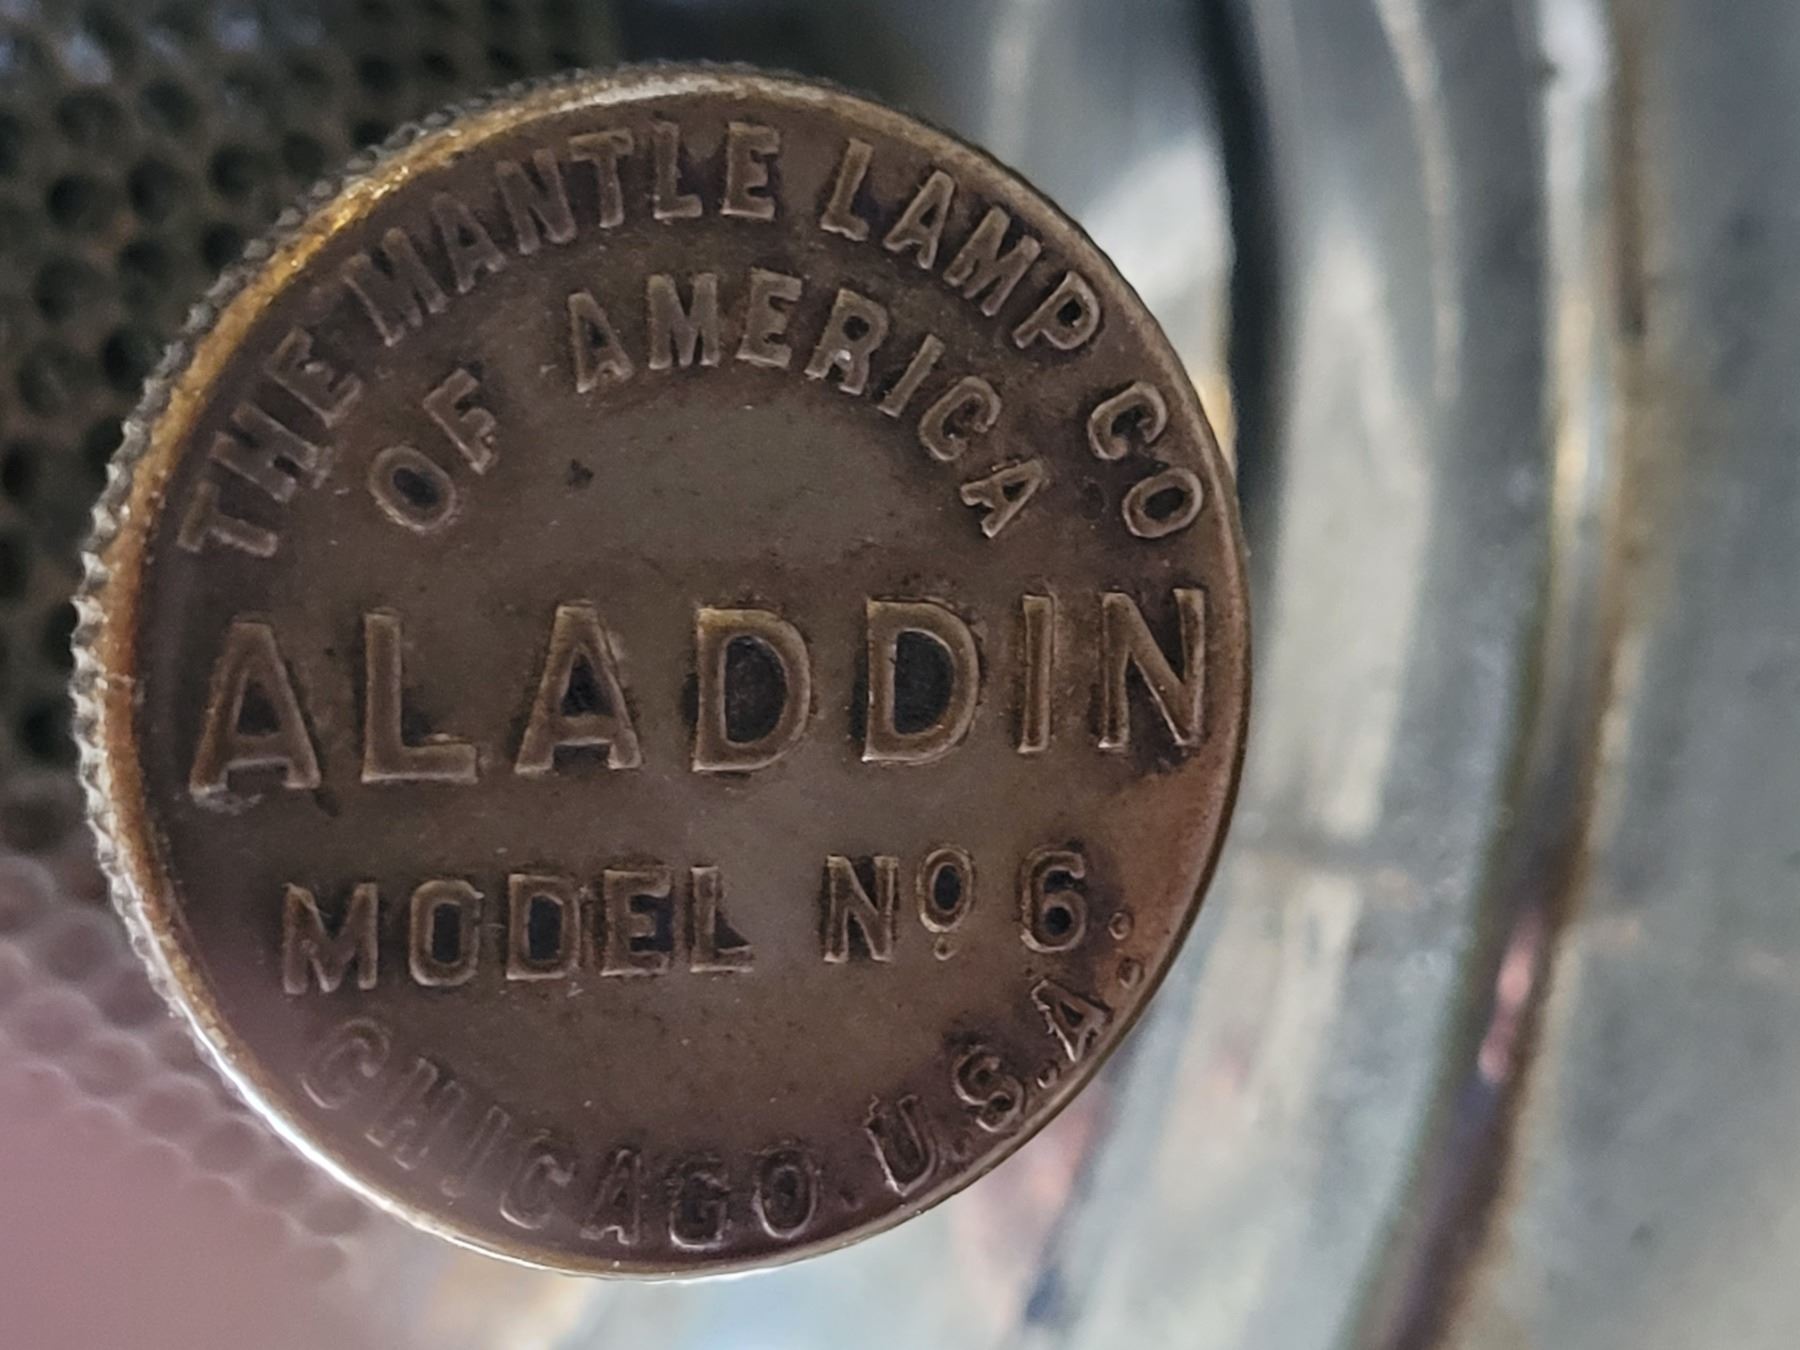 THE MANTLE LAMP CO
OF AMERICA
ALADDIN
MODEL Nº 6.
CHICAGO. U.S.A.